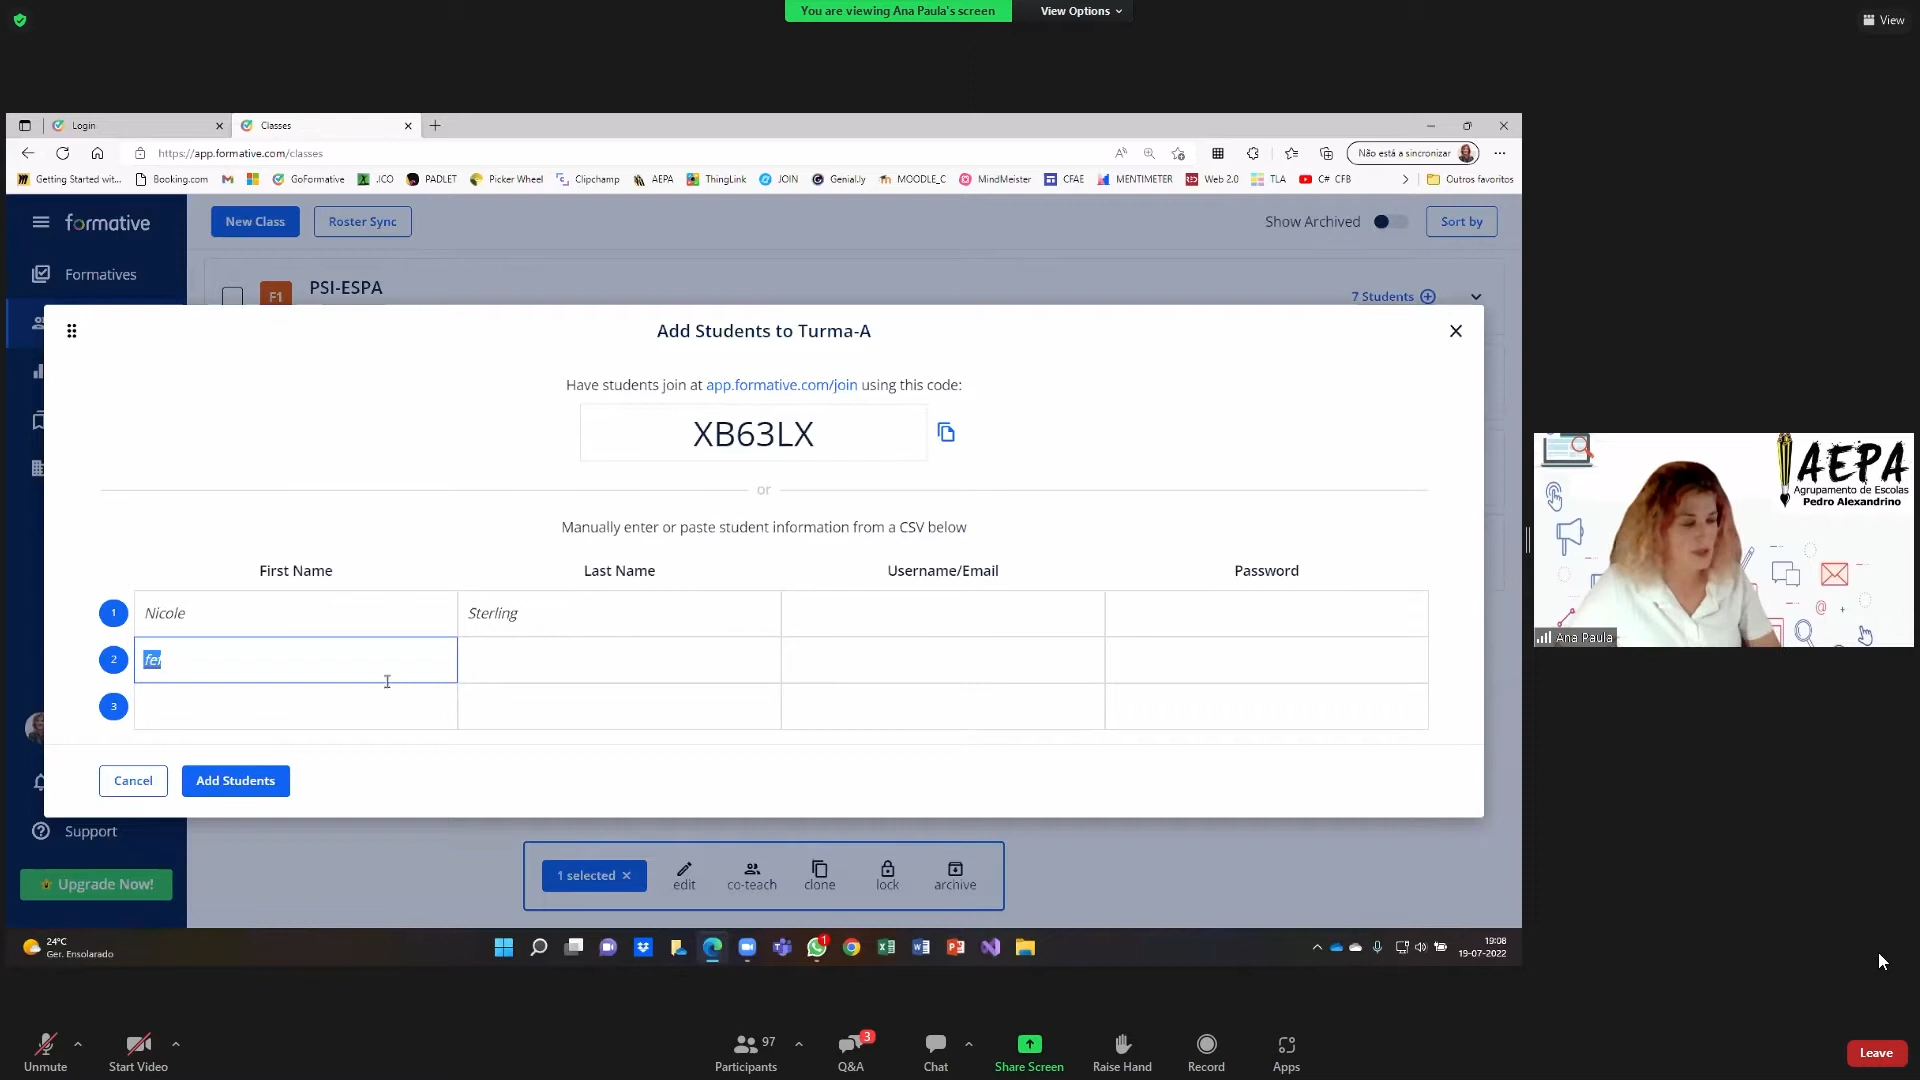 You are viewing Ana Paula's screen
View Options
View
Login
Classes
https://app.formative.com/classes
Não está a sincronizar
Getting Started wit...
Booking.com
GoFormative
.ICO
PADLET
Picker Wheel
Clipchamp
AEPA
ThingLink
JOIN
Genial.ly
MOODLE_C
MindMeister
CFAE
MENTIMETER
Web 2.0
TLA
C# CFB
Outros favoritos
formative
New Class
Roster Sync
Show Archived
Sort by
Formatives
F1
PSI-ESPA
7 Students
Add Students to Turma-A
Have students join at app.formative.com/join using this code:
XB63LX
or
Manually enter or paste student information from a CSV below
First Name
Last Name
Username/Email
Password
1
Nicole
Sterling
2
fef
3
Cancel
Add Students
Support
Upgrade Now!
1 selected
edit
co-teach
clone
lock
archive
AEPA
Agrupamento de Escolas
Pedro Alexandrino
Ana Paula
24°C
Ger. Ensolarado
1
19:08
19-07-2022
Unmute
Start Video
97
Participants
3
Q&A
Chat
Share Screen
Raise Hand
Record
Apps
Leave